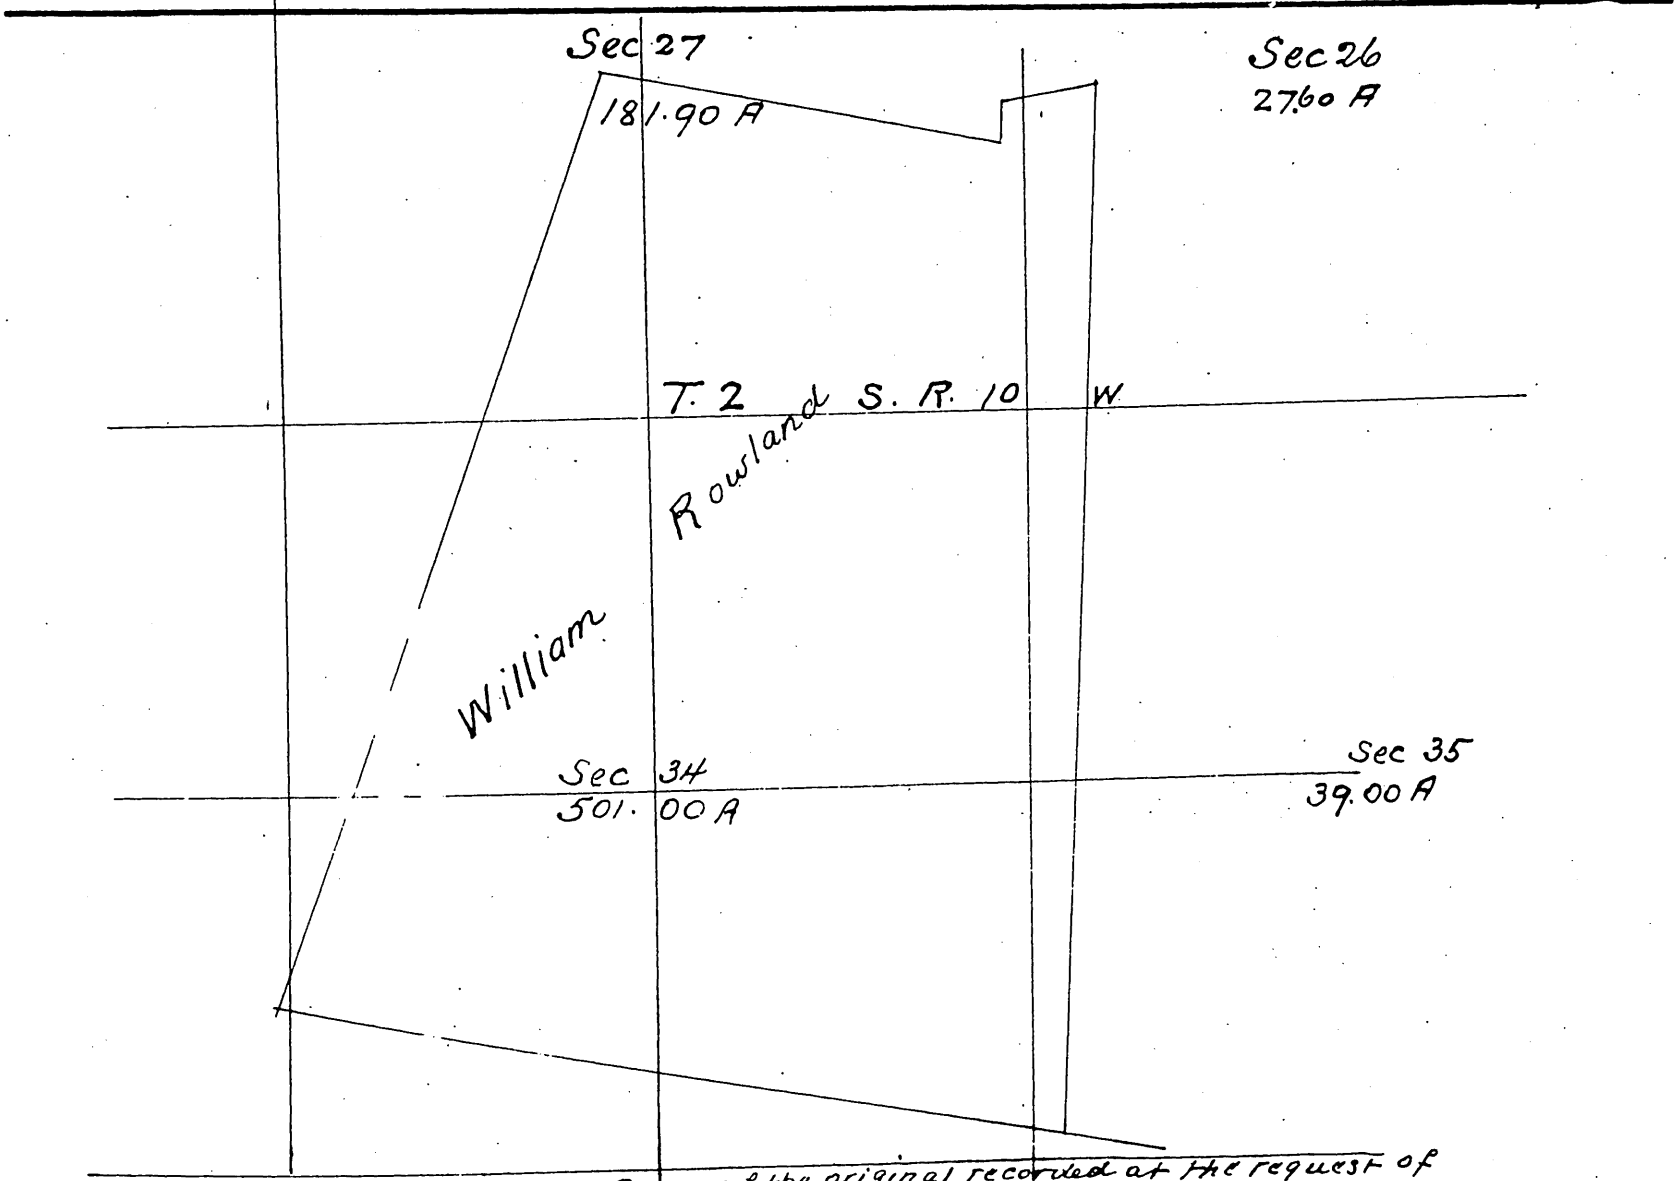 Sec 27
181.90 A
Sec 26
27.60 A
T. 2 S. R. 10 W.
William Rowland
Sec 34
501.00 A
Sec 35
39.00 A
original recorded at the request of